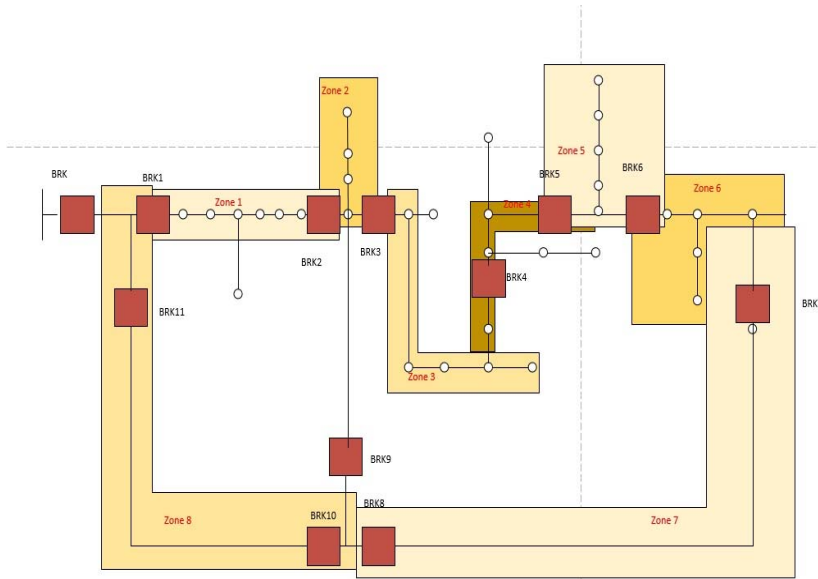 Zone 2
Zone 5
BRK
BRK1
BRK5
BRK6
Zone 6
Zone 1
Zone 4
BRK2
BRK3
BRK4
BRK11
BRK
Zone 3
BRK9
BRK8
BRK10
Zone 8
Zone 7